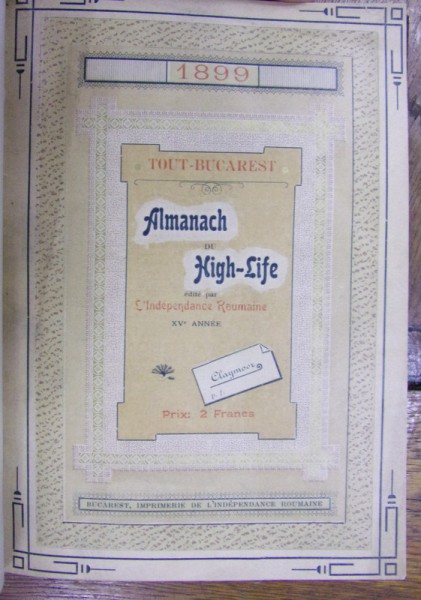 1899
TOUT-BUCAREST
Almanach
DU
High-Life
édité par
L'Indépendance Roumaine
XVᵉ ANNÉE
Claymoor
P. P.
Prix: 2 Francs
BUCAREST, IMPRIMERIE DE L'INDÉPENDANCE ROUMAINE